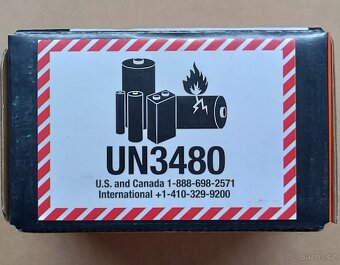 UN3480
U.S. and Canada 1-888-698-2571
International +1-410-329-9200